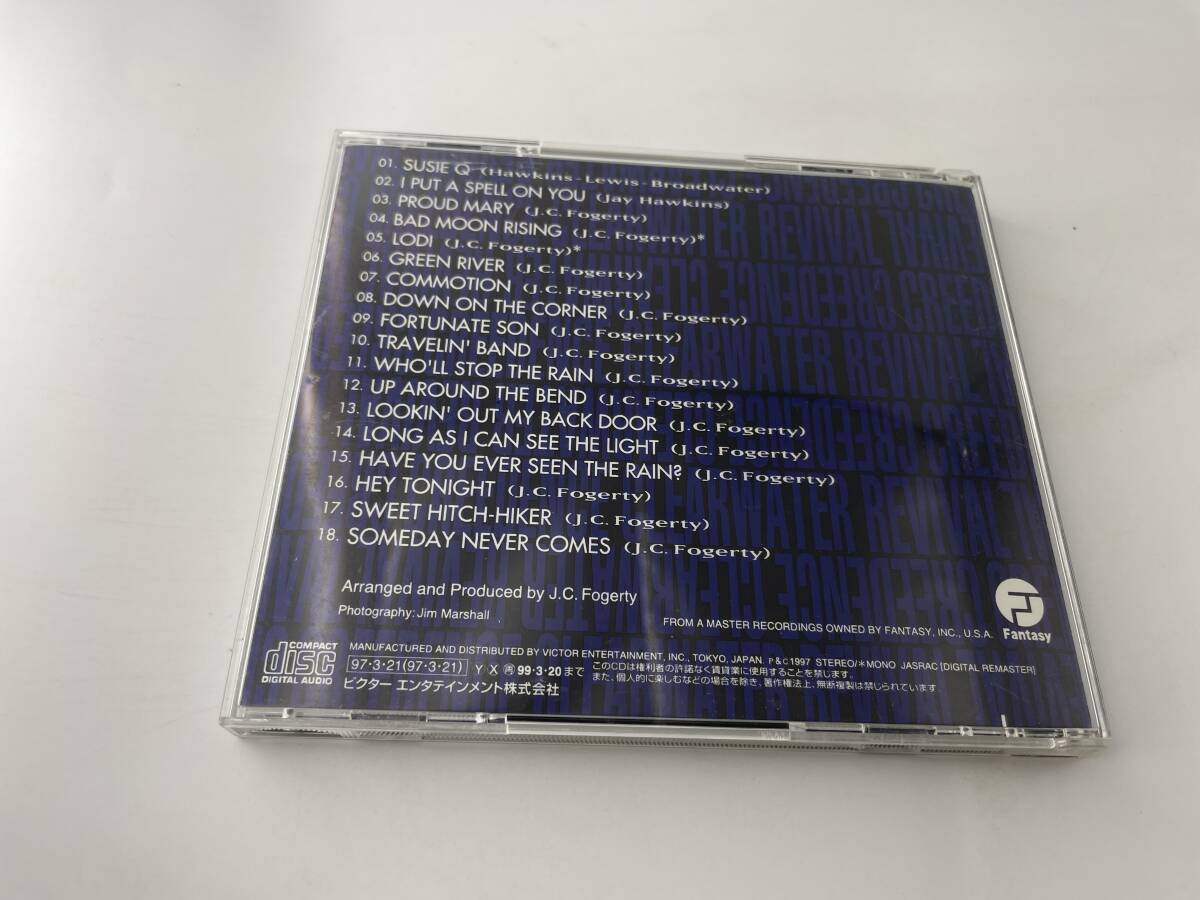 01. SUSIE Q (Hawkins-Lewis-Broadwater)
02. I PUT A SPELL ON YOU (Jay Hawkins)
03. PROUD MARY (J.C. Fogerty)
04. BAD MOON RISING (J.C. Fogerty)*
05. LODI (J.C. Fogerty)*
06. GREEN RIVER (J.C. Fogerty)
07. COMMOTION (J.C. Fogerty)
08. DOWN ON THE CORNER (J.C. Fogerty)
09. FORTUNATE SON (J.C. Fogerty)
10. TRAVELIN' BAND (J.C. Fogerty)
11. WHO'LL STOP THE RAIN (J.C. Fogerty)
12. UP AROUND THE BEND (J.C. Fogerty)
13. LOOKIN' OUT MY BACK DOOR (J.C. Fogerty)
14. LONG AS I CAN SEE THE LIGHT (J.C. Fogerty)
15. HAVE YOU EVER SEEN THE RAIN? (J.C. Fogerty)
16. HEY TONIGHT (J.C. Fogerty)
17. SWEET HITCH-HIKER (J.C. Fogerty)
18. SOMEDAY NEVER COMES (J.C. Fogerty)
Arranged and Produced by J.C. Fogerty
Photography: Jim Marshall
FROM A MASTER RECORDINGS OWNED BY FANTASY, INC., U.S.A.
Fantasy
COMPACT
disc
DIGITAL AUDIO
MANUFACTURED AND DISTRIBUTED BY VICTOR ENTERTAINMENT, INC., TOKYO, JAPAN. P & C 1997 STEREO/*MONO JASRAC [DIGITAL REMASTER]
97・3・21(97・3・21) Y・X 再 99・3・20まで
このCDは権利者の許諾なく賃貸業に使用することを禁じます。
また、個人的に楽しむなどの場合を除き、著作権法上、無断複製は禁じられています。
ビクター エンタテインメント株式会社